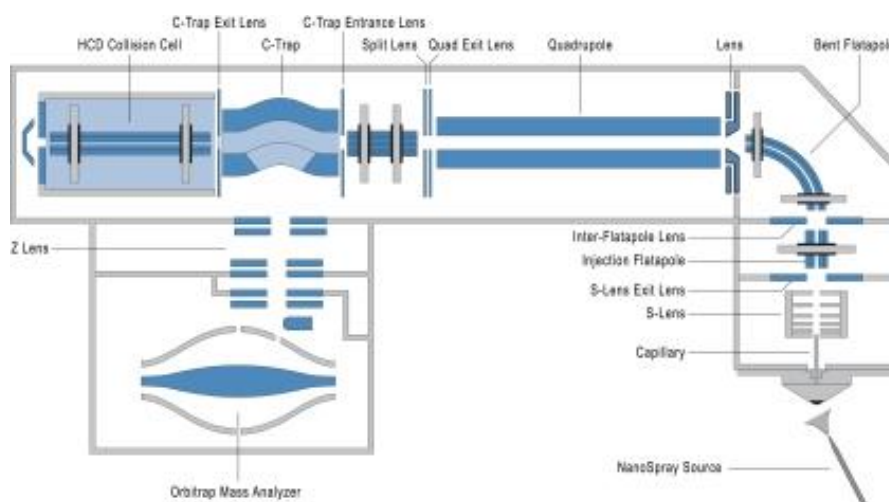 C-Trap Exit Lens
C-Trap Entrance Lens
HCD Collision Cell
C-Trap
Split Lens
Quad Exit Lens
Quadrupole
Lens
Bent Flatapole
Z Lens
Inter-Flatapole Lens
Injection Flatapole
S-Lens Exit Lens
S-Lens
Capillary
NanoSpray Source
Orbitrap Mass Analyzer